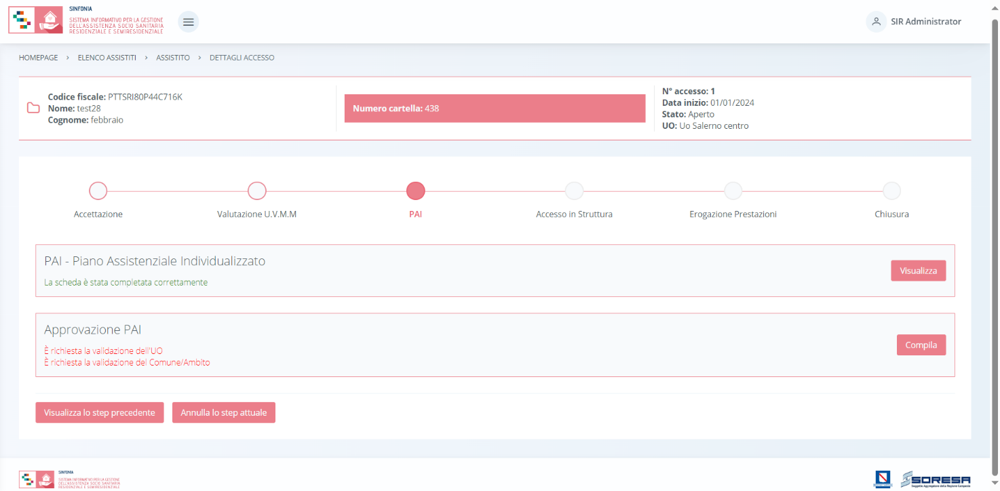 SINFONIA
SISTEMA INFORMATIVO PER LA GESTIONE
DELL'ASSISTENZA SOCIO SANITARIA
RESIDENZIALE E SEMIRESIDENZIALE
SIR Administrator
HOMEPAGE > ELENCO ASSISTITI > ASSISTITO > DETTAGLI ACCESSO
Codice fiscale: PTTSRI80P44C716K
Nome: test28
Cognome: febbraio
Numero cartella: 438
N° accesso: 1
Data inizio: 01/01/2024
Stato: Aperto
UO: Uo Salerno centro
Accettazione
Valutazione U.V.M.M
PAI
Accesso in Struttura
Erogazione Prestazioni
Chiusura
PAI - Piano Assistenziale Individualizzato
La scheda è stata completata correttamente
Visualizza
Approvazione PAI
È richiesta la validazione dell'UO
È richiesta la validazione del Comune/Ambito
Compila
Visualizza lo step precedente
Annulla lo step attuale
SINFONIA
SISTEMA INFORMATIVO PER LA GESTIONE
DELL'ASSISTENZA SOCIO SANITARIA
RESIDENZIALE E SEMIRESIDENZIALE
SORESA
Soggetto Aggregatore della Regione Campania